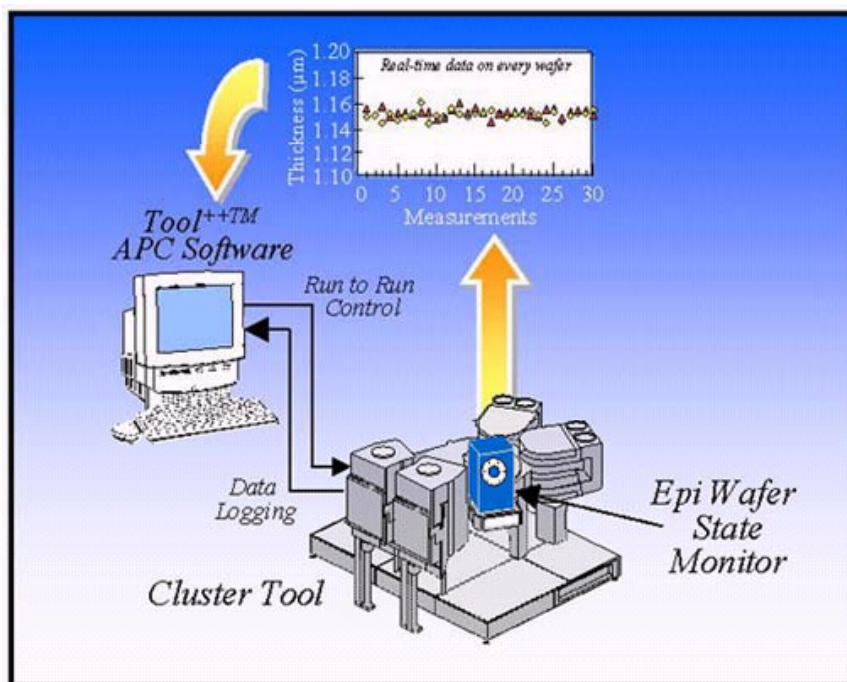 Real-time data on every wafer
Thickness (μm)
1.20
1.18
1.16
1.14
1.12
1.10
0 5 10 15 20 25 30
Measurements
Tool++TM
APC Software
Run to Run
Control
Data
Logging
Cluster Tool
Epi Wafer
State
Monitor